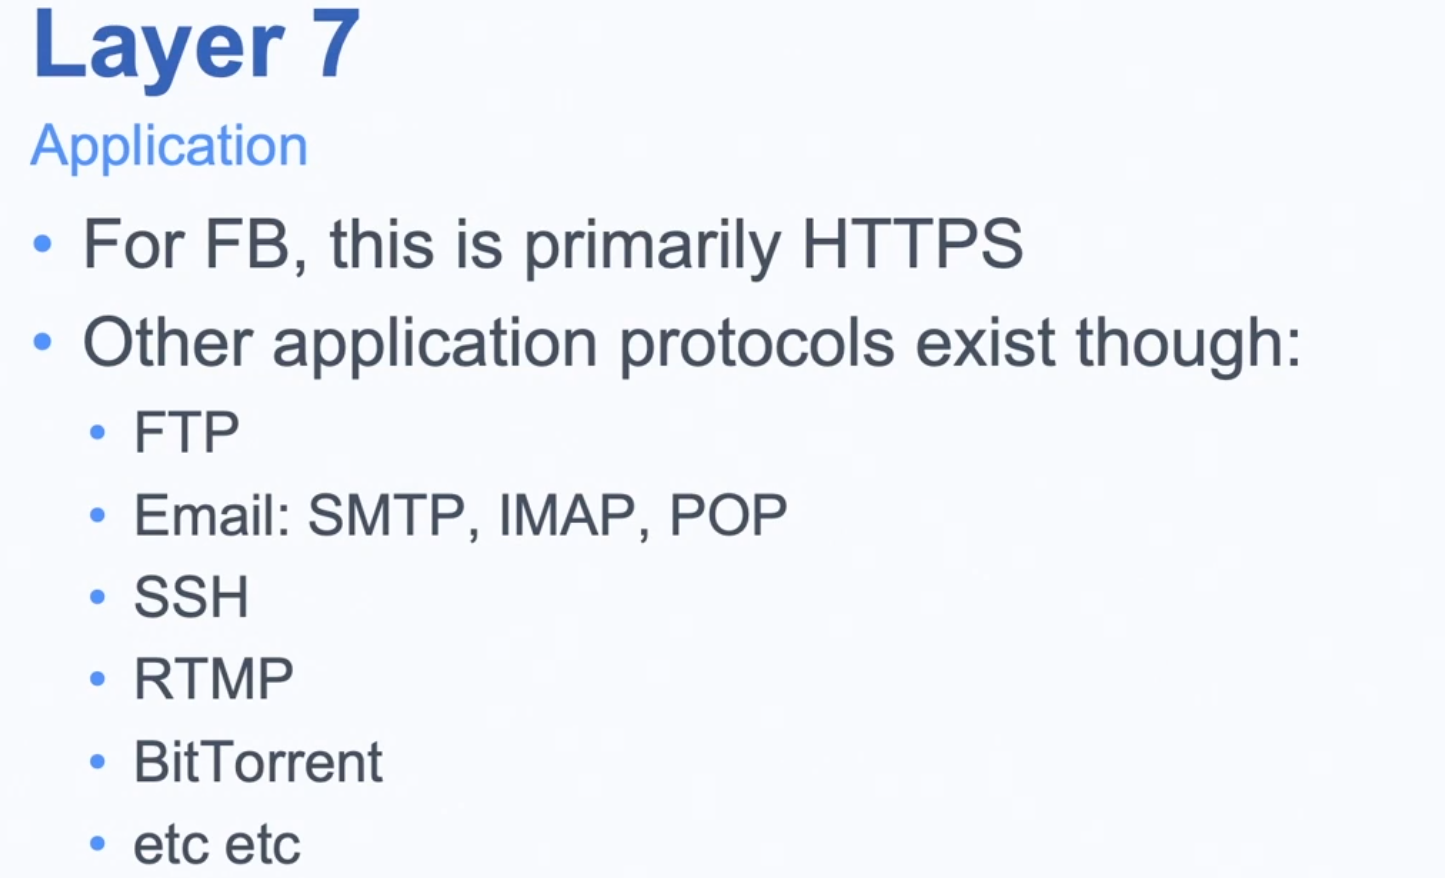 Layer 7
Application
• For FB, this is primarily HTTPS
• Other application protocols exist though:
• FTP
• Email: SMTP, IMAP, POP
• SSH
• RTMP
• BitTorrent
• etc etc